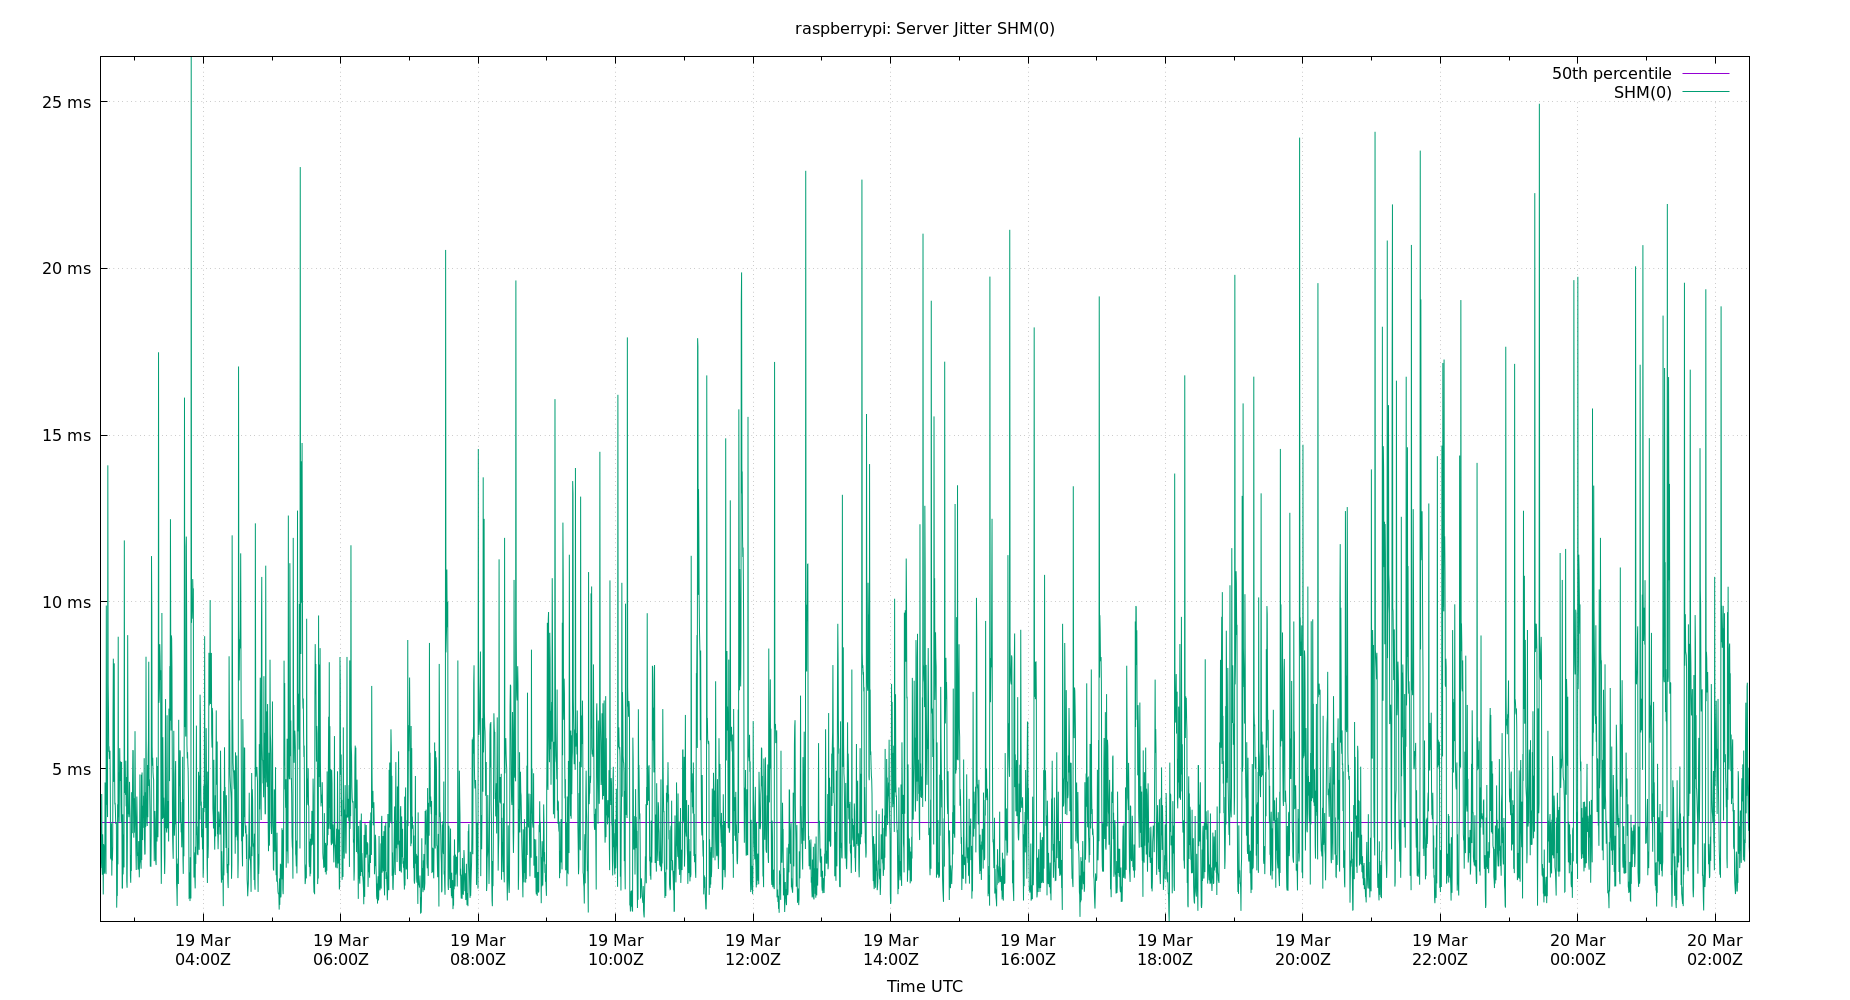 raspberrypi: Server Jitter SHM(0)
50th percentile
SHM(0)
25 ms
20 ms
15 ms
10 ms
5 ms
19 Mar 19 Mar 19 Mar 19 Mar 19 Mar 19 Mar 19 Mar 19 Mar 19 Mar 19 Mar 20 Mar 20 Mar
04:00Z 06:00Z 08:00Z 10:00Z 12:00Z 14:00Z 16:00Z 18:00Z 20:00Z 22:00Z 00:00Z 02:00Z
Time UTC